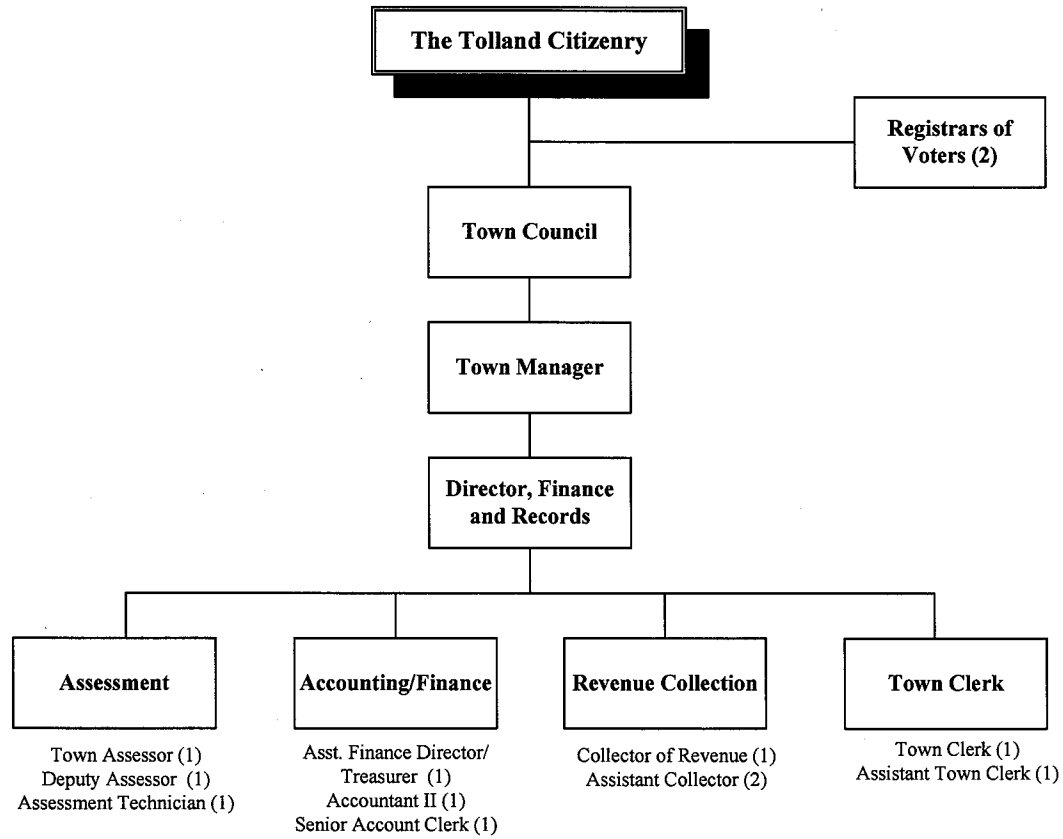 The Tolland Citizenry
Registrars of
Voters (2)
Town Council
Town Manager
Director, Finance
and Records
Assessment
Town Assessor (1)
Deputy Assessor (1)
Assessment Technician (1)
Accounting/Finance
Asst. Finance Director/
Treasurer (1)
Accountant II (1)
Senior Account Clerk (1)
Revenue Collection
Collector of Revenue (1)
Assistant Collector (2)
Town Clerk
Town Clerk (1)
Assistant Town Clerk (1)